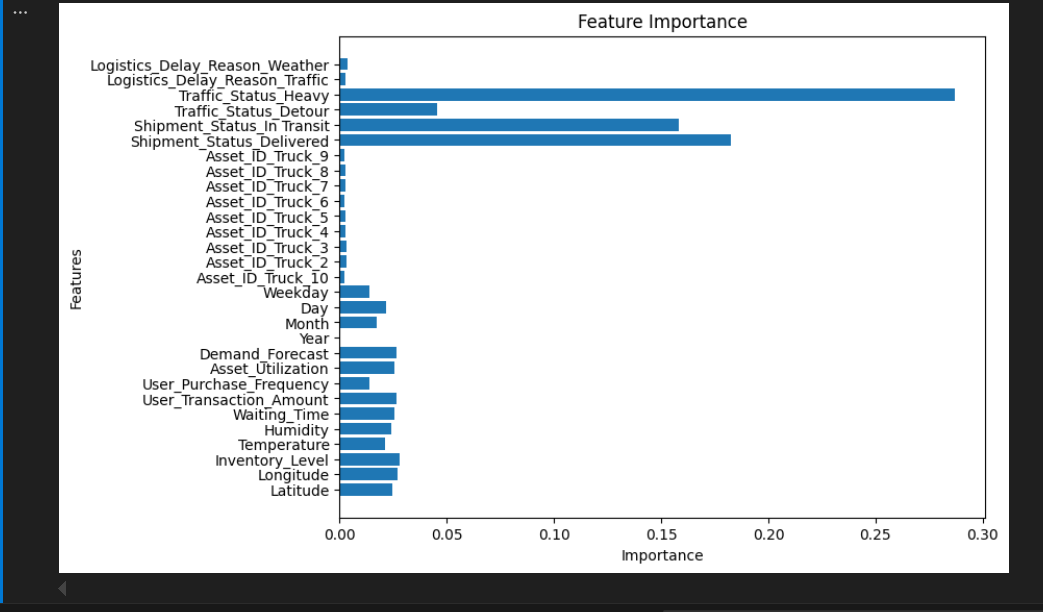 ...
Feature Importance
Logistics_Delay_Reason_Weather
Logistics_Delay_Reason_Traffic
Traffic_Status_Heavy
Traffic_Status_Detour
Shipment_Status_In Transit
Shipment_Status_Delivered
Asset_ID_Truck_9
Asset_ID_Truck_8
Asset_ID_Truck_7
Asset_ID_Truck_6
Asset_ID_Truck_5
Asset_ID_Truck_4
Asset_ID_Truck_3
Asset_ID_Truck_2
Asset_ID_Truck_10
Weekday
Day
Month
Year
Demand_Forecast
Asset_Utilization
User_Purchase_Frequency
User_Transaction_Amount
Waiting_Time
Humidity
Temperature
Inventory_Level
Longitude
Latitude
Features
0.00 0.05 0.10 0.15 0.20 0.25 0.30
Importance